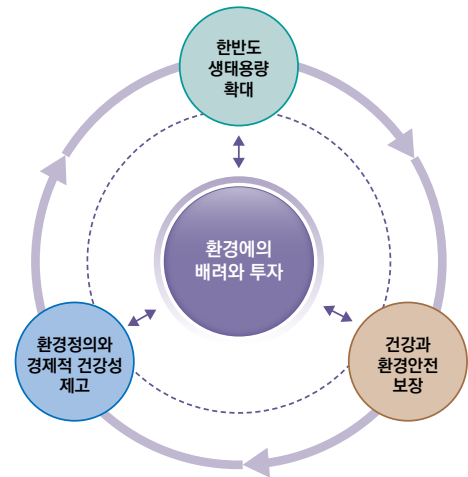 한반도
생태용량
확대
환경에의
배려와 투자
환경정의와
경제적 건강성
제고
건강과
환경안전
보장